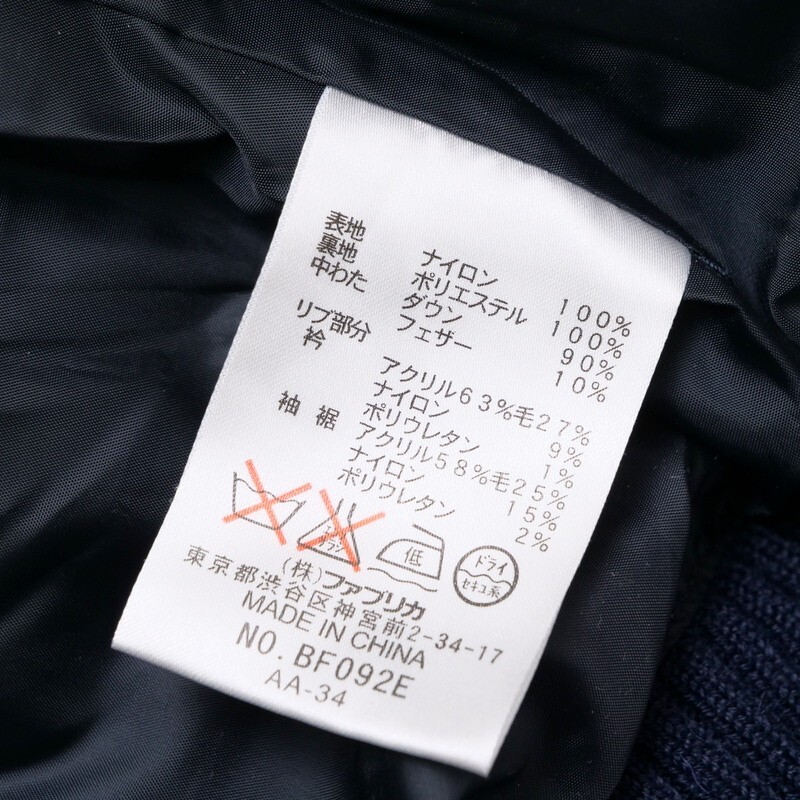 表地 ナイロン 100%
裏地 ポリエステル 100%
中わた ダウン 90%
フェザー 10%
リブ部分
衿 アクリル63%毛27%
ナイロン 9%
ポリウレタン 1%
袖 裾 アクリル58%毛25%
ナイロン 15%
ポリウレタン 2%
低
ドライ
セキユ系
(株)ファブリカ
東京都渋谷区神宮前2-34-17
MADE IN CHINA
NO. BF092E
AA-34